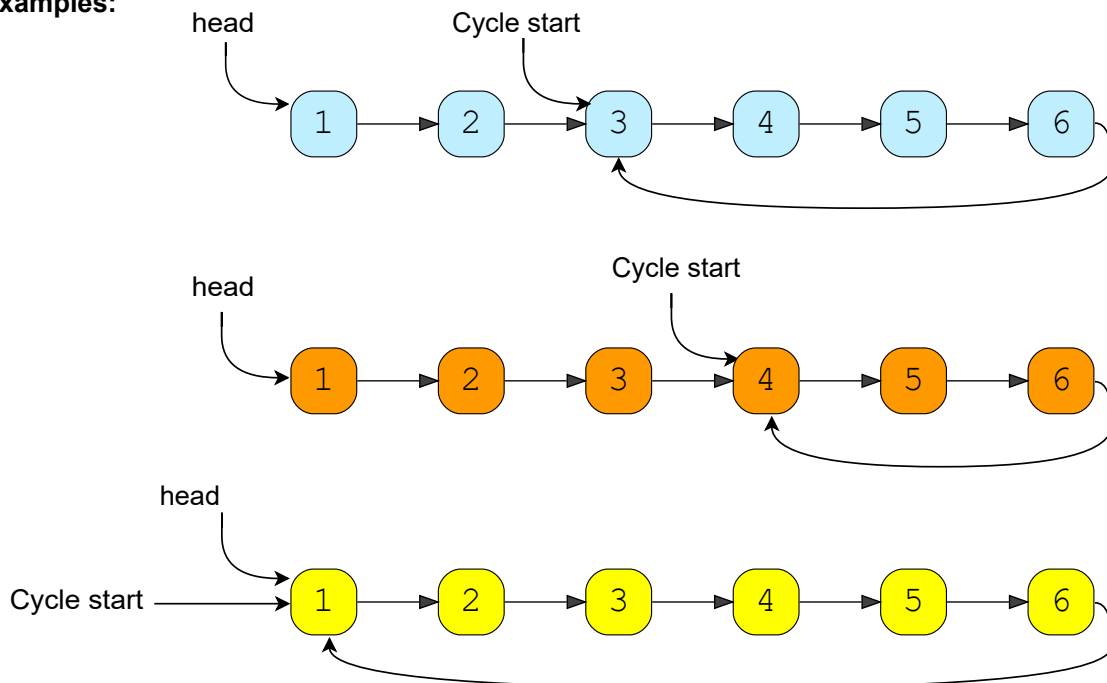 xamples:
head Cycle start
1 2 3 4 5 6
Cycle start
head
1 2 3 4 5 6
head
Cycle start 1 2 3 4 5 6